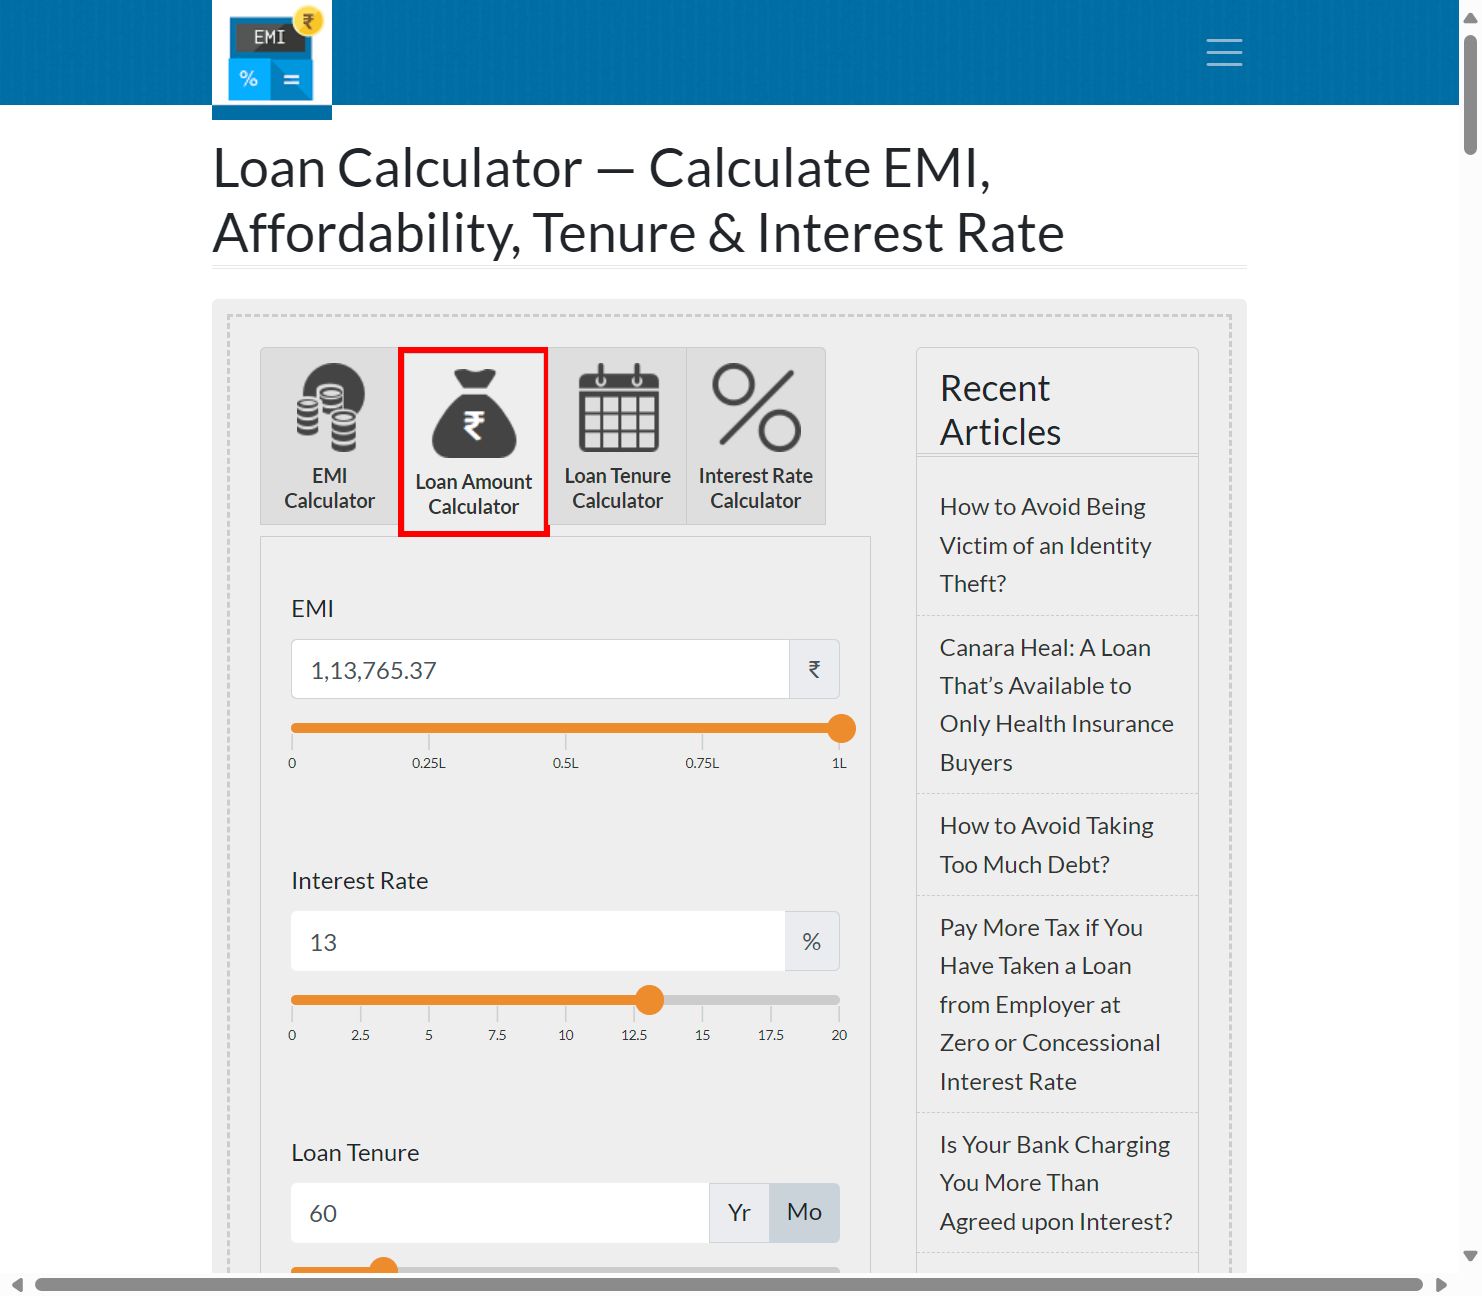 EMI
₹
%
=
Loan Calculator — Calculate EMI,
Affordability, Tenure & Interest Rate
EMI
Calculator
₹
Loan Amount
Calculator
Loan Tenure
Calculator
Interest Rate
Calculator
EMI
1,13,765.37
₹
0
0.25L
0.5L
0.75L
1L
Interest Rate
13
%
0
2.5
5
7.5
10
12.5
15
17.5
20
Loan Tenure
60
Yr
Mo
Recent
Articles
How to Avoid Being
Victim of an Identity
Theft?
Canara Heal: A Loan
That’s Available to
Only Health Insurance
Buyers
How to Avoid Taking
Too Much Debt?
Pay More Tax if You
Have Taken a Loan
from Employer at
Zero or Concessional
Interest Rate
Is Your Bank Charging
You More Than
Agreed upon Interest?